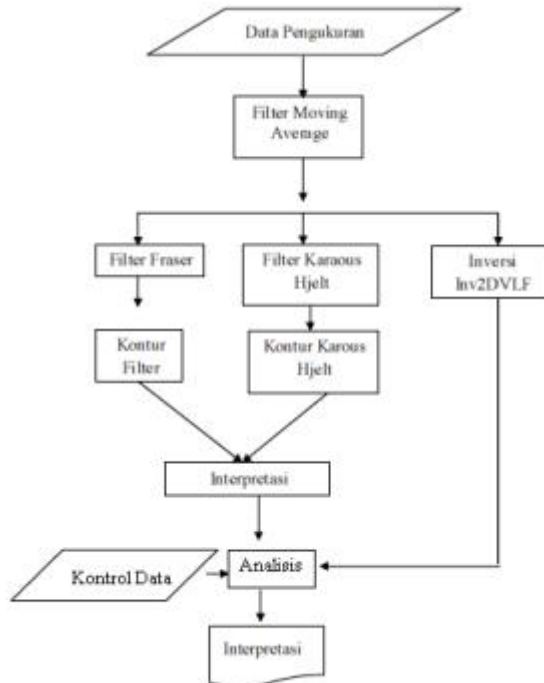 Data Pengukuran
Filter Moving
Average
Filter Fraser
Filter Karaous
Hjelt
Inversi
Inv2DVLF
Kontur
Filter
Kontur Karous
Hjelt
Interpretasi
Kontrol Data
Analisis
Interpretasi